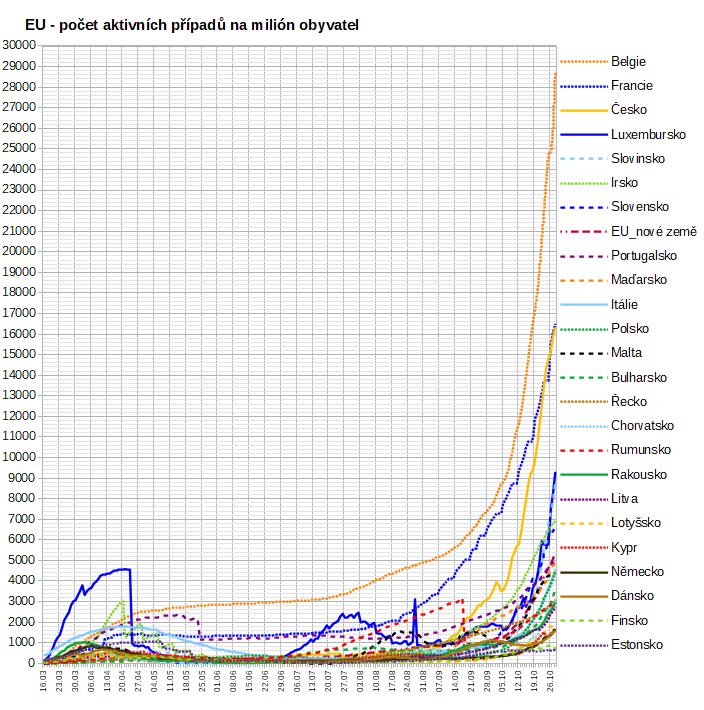 EU - počet aktivních případů na milión obyvatel
30000
29000
28000
27000
26000
25000
24000
23000
22000
21000
20000
19000
18000
17000
16000
15000
14000
13000
12000
11000
10000
9000
8000
7000
6000
5000
4000
3000
2000
1000
0
16.03
23.03
30.03
06.04
13.04
20.04
27.04
04.05
11.05
18.05
25.05
01.06
08.06
15.06
22.06
29.06
06.07
13.07
20.07
27.07
03.08
10.08
17.08
24.08
31.08
07.09
14.09
21.09
28.09
05.10
12.10
19.10
26.10
Belgie
Francie
Česko
Luxembursko
Slovinsko
Irsko
Slovensko
EU_nové země
Portugalsko
Maďarsko
Itálie
Polsko
Malta
Bulharsko
Řecko
Chorvatsko
Rumunsko
Rakousko
Litva
Lotyšsko
Kypr
Německo
Dánsko
Finsko
Estonsko